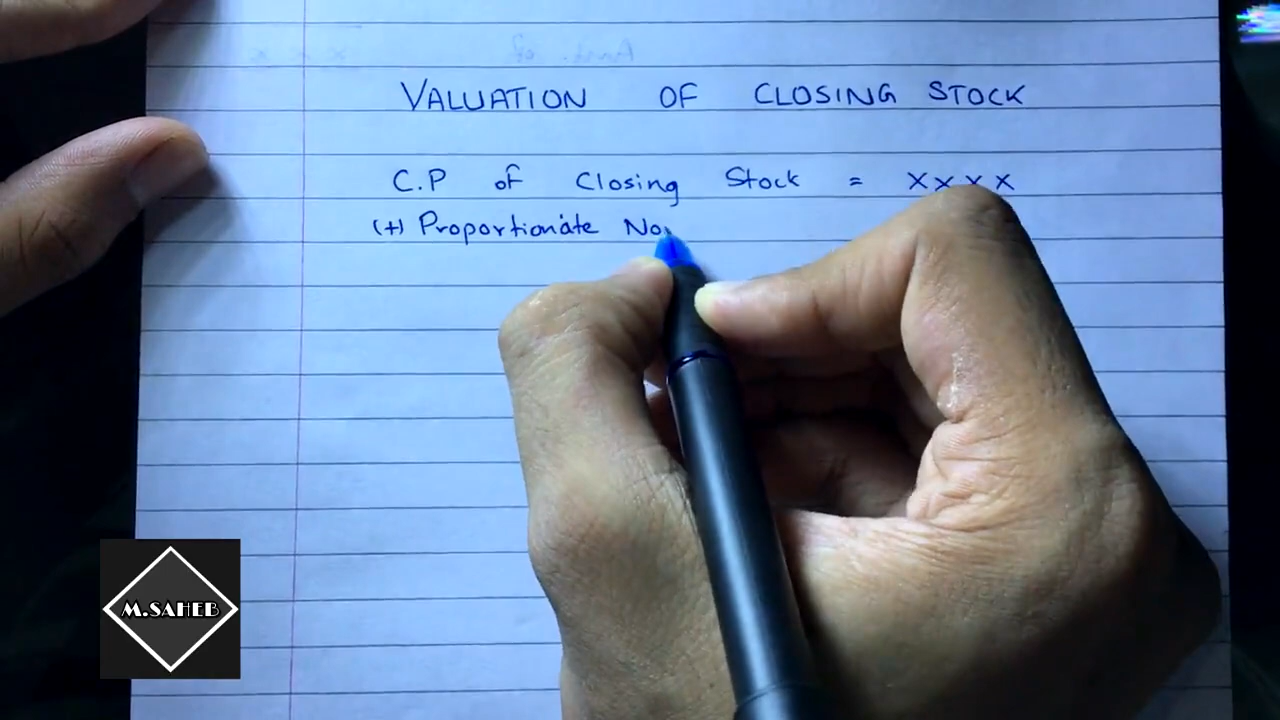 VALUATION OF CLOSING STOCK
C.P of Closing Stock = xxxx
(+) Proportionate No
M.SAHEB